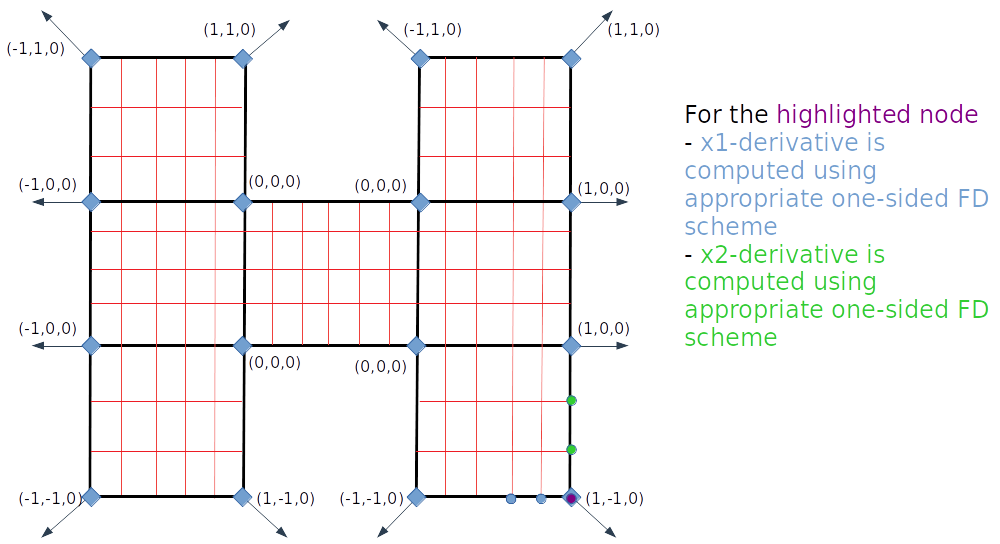 (-1,1,0)
(1,1,0)
(-1,1,0)
(1,1,0)
(-1,0,0)
(0,0,0)
(0,0,0)
(1,0,0)
(-1,0,0)
(0,0,0)
(0,0,0)
(1,0,0)
(-1,-1,0)
(1,-1,0)
(-1,-1,0)
(1,-1,0)
For the highlighted node
- x1-derivative is
computed using
appropriate one-sided FD
scheme
- x2-derivative is
computed using
appropriate one-sided FD
scheme